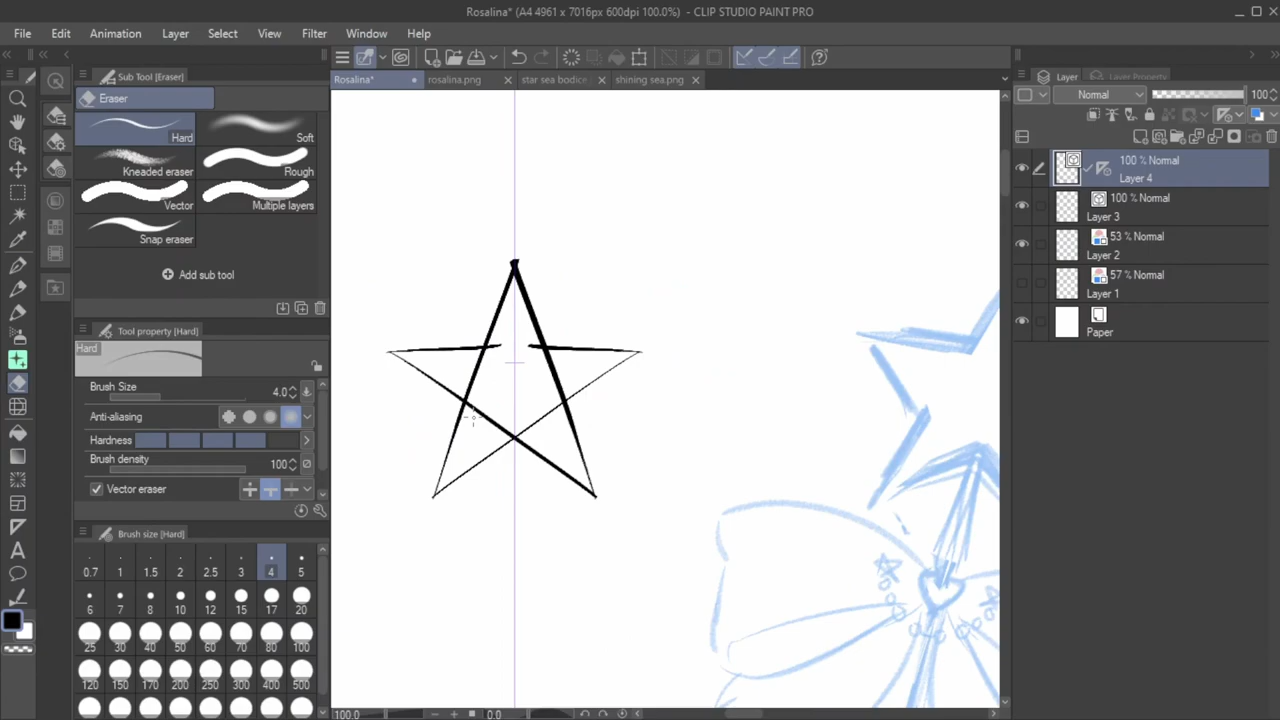 Rosalina* (A4 4961 x 7016px 600dpi 100.0%) - CLIP STUDIO PAINT PRO
File Edit Animation Layer Select View Filter Window Help
Sub Tool [Eraser]
Eraser
Hard
Soft
Kneaded eraser
Rough
Vector
Multiple layers
Snap eraser
Add sub tool
Tool property [Hard]
Hard
Brush Size 4.0
Anti-aliasing
Hardness
Brush density 100
Vector eraser
Brush size [Hard]
0.7 1 1.5 2 2.5 3 4 5
6 7 8 10 12 15 17 20
25 30 40 50 60 70 80 100
120 150 170 200 250 300 400 500
Rosalina* rosalina.png star sea bodice shining sea.png
100.0 0.0
Layer Layer Property
Normal 100
100 % Normal
Layer 4
100 % Normal
Layer 3
53 % Normal
Layer 2
57 % Normal
Layer 1
Paper